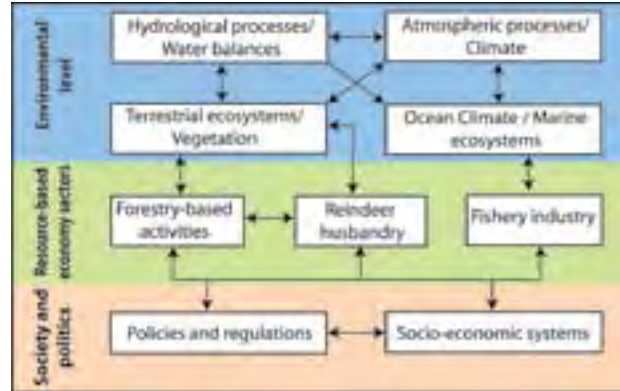 Environmental
level
Hydrological processes/
Water balances
Atmospheric processes/
Climate
Terrestrial ecosystems/
Vegetation
Ocean Climate / Marine
ecosystems
Resource-based
economy sectors
Forestry-based
activities
Reindeer
husbandry
Fishery industry
Society and
politics
Policies and regulations
Socio-economic systems